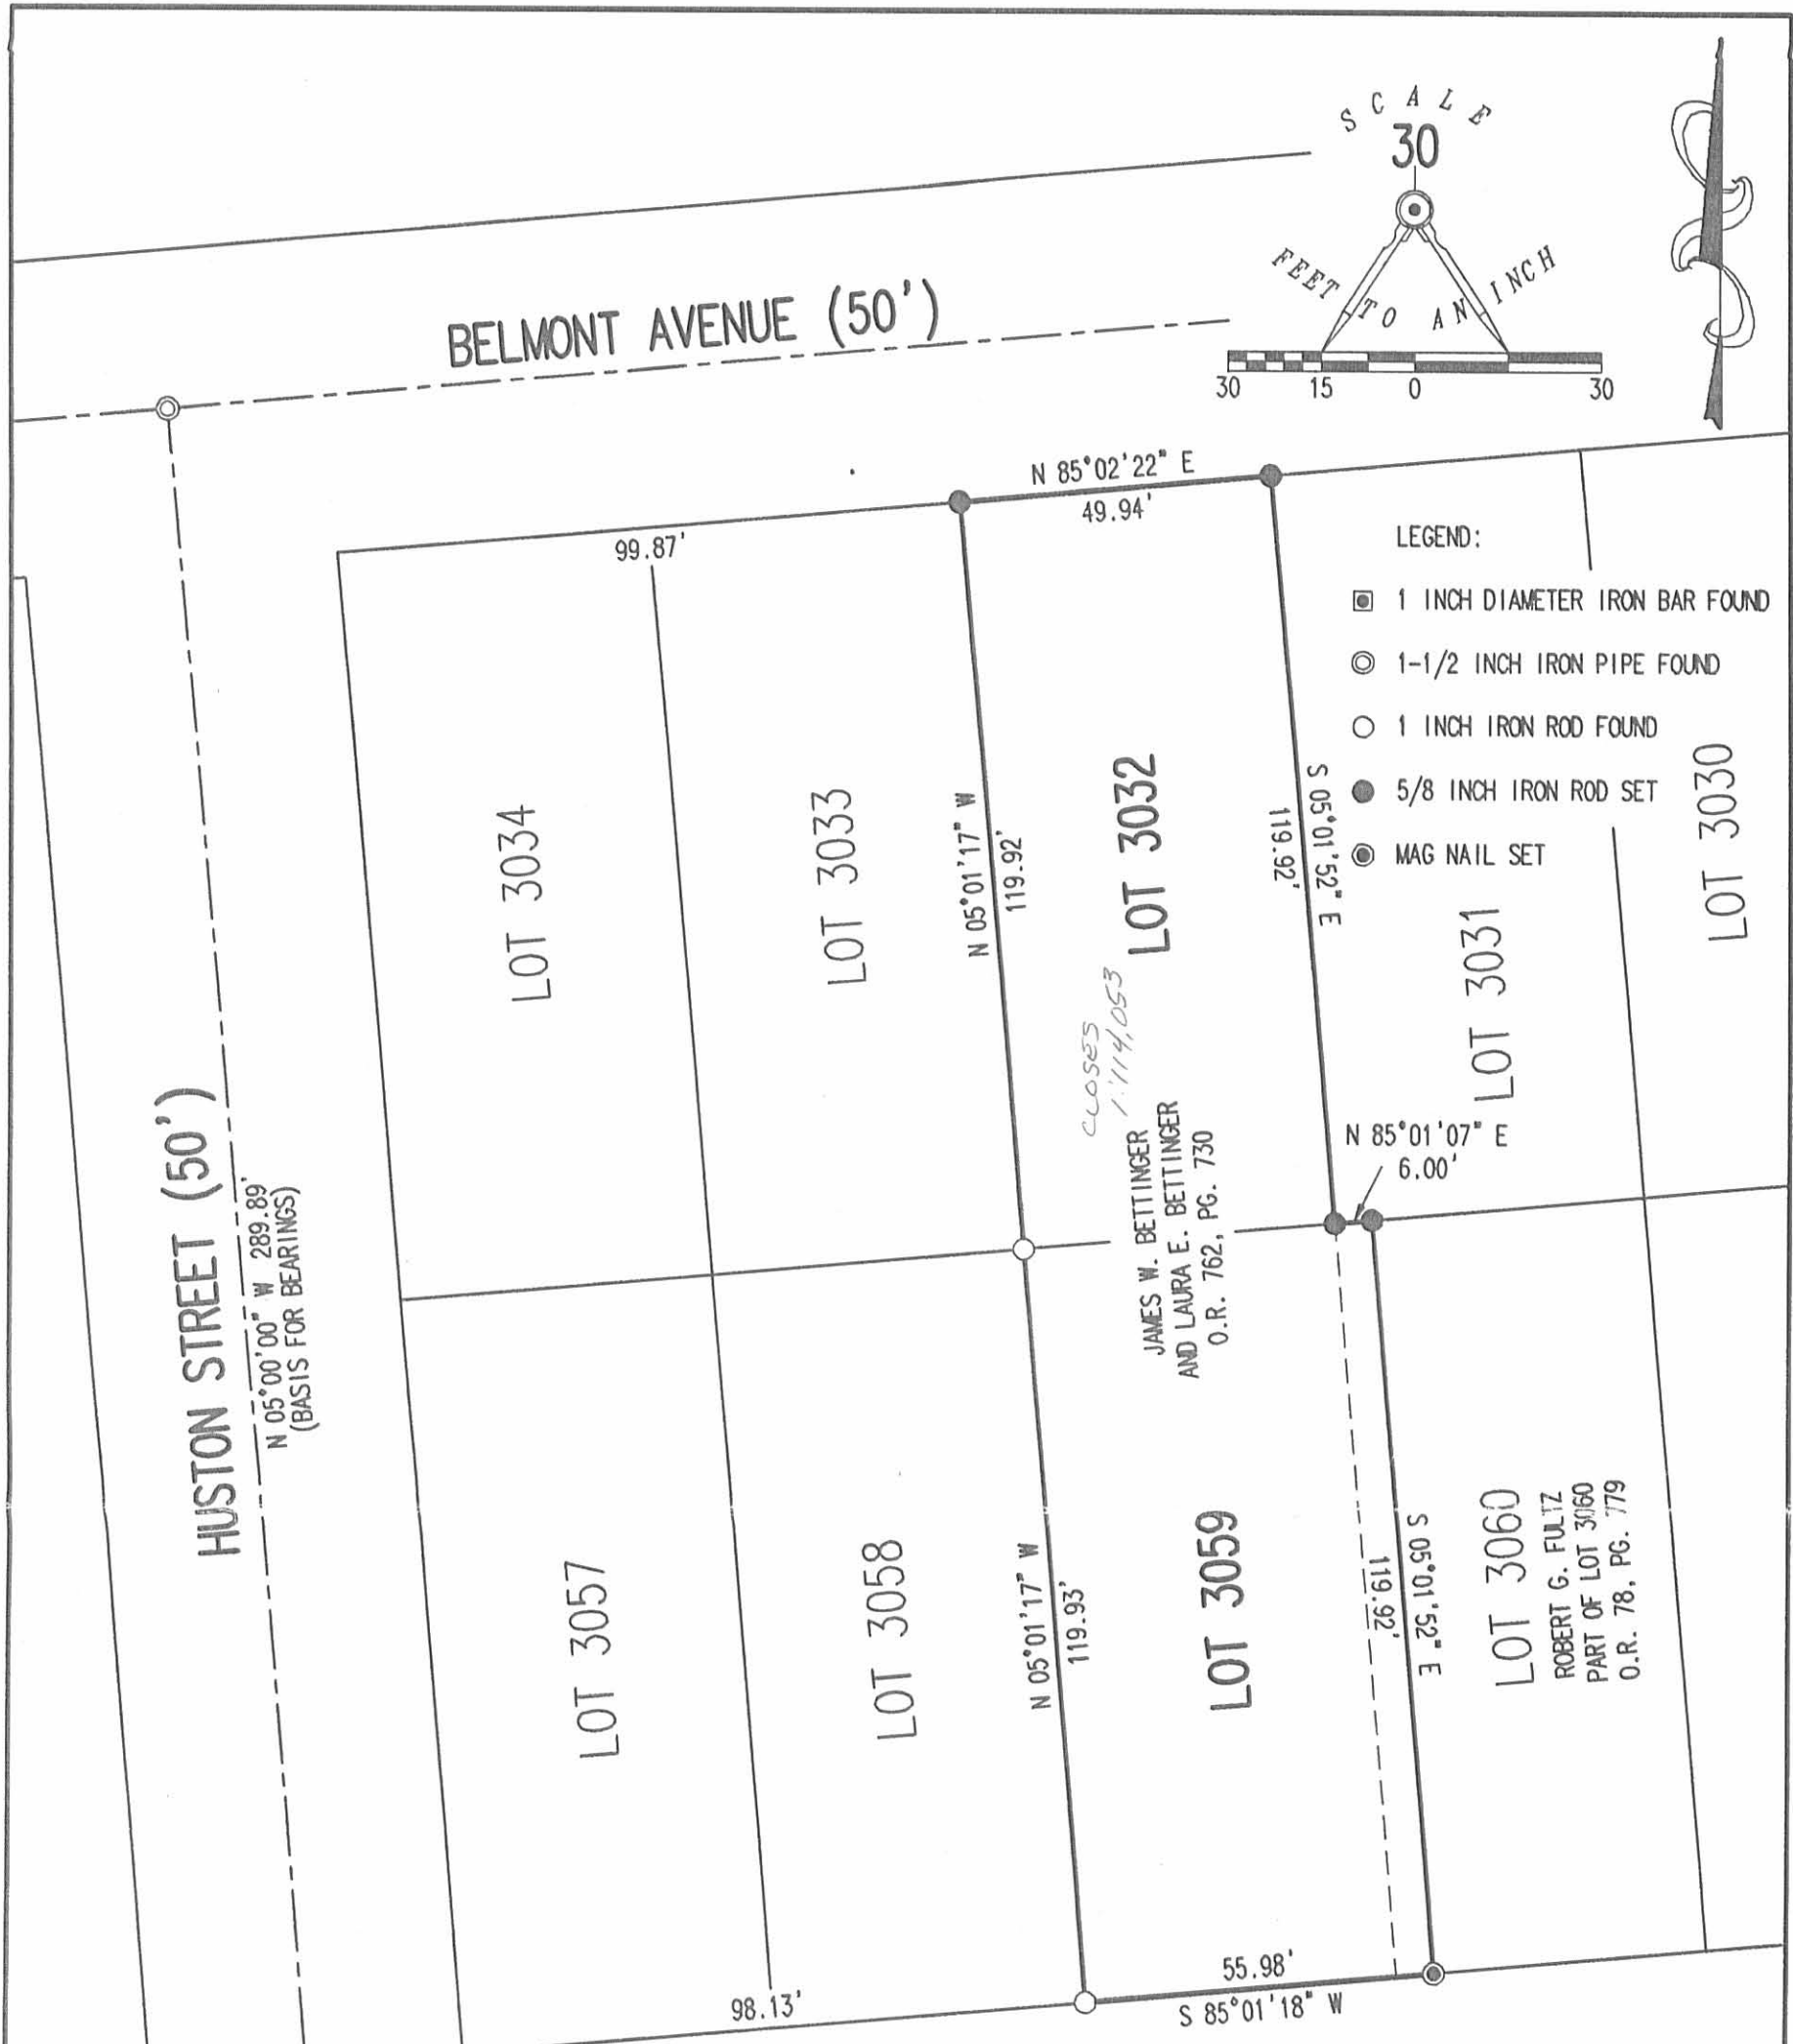 SCALE
30
FEET TO AN INCH
30 15 0 30
BELMONT AVENUE (50')
N 85°02'22" E
49.94'
99.87'
LEGEND:
1 INCH DIAMETER IRON BAR FOUND
1-1/2 INCH IRON PIPE FOUND
1 INCH IRON ROD FOUND
5/8 INCH IRON ROD SET
MAG NAIL SET
LOT 3034
LOT 3033
N 05°01'17" W
119.92'
LOT 3032
119.92'
S 05°01'52" E
LOT 3031
LOT 3030
CLOSES
1:114,053
JAMES W. BETTINGER
AND LAURA E. BETTINGER
O.R. 762, PG. 730
N 85°01'07" E
6.00'
HUSTON STREET (50')
N 05°00'00" W 289.89'
(BASIS FOR BEARINGS)
LOT 3057
LOT 3058
N 05°01'17" W
119.93'
LOT 3059
119.92'
S 05°01'52" E
LOT 3060
ROBERT G. FULTZ
PART OF LOT 3060
O.R. 78, PG. 779
98.13'
55.98'
S 85°01'18" W